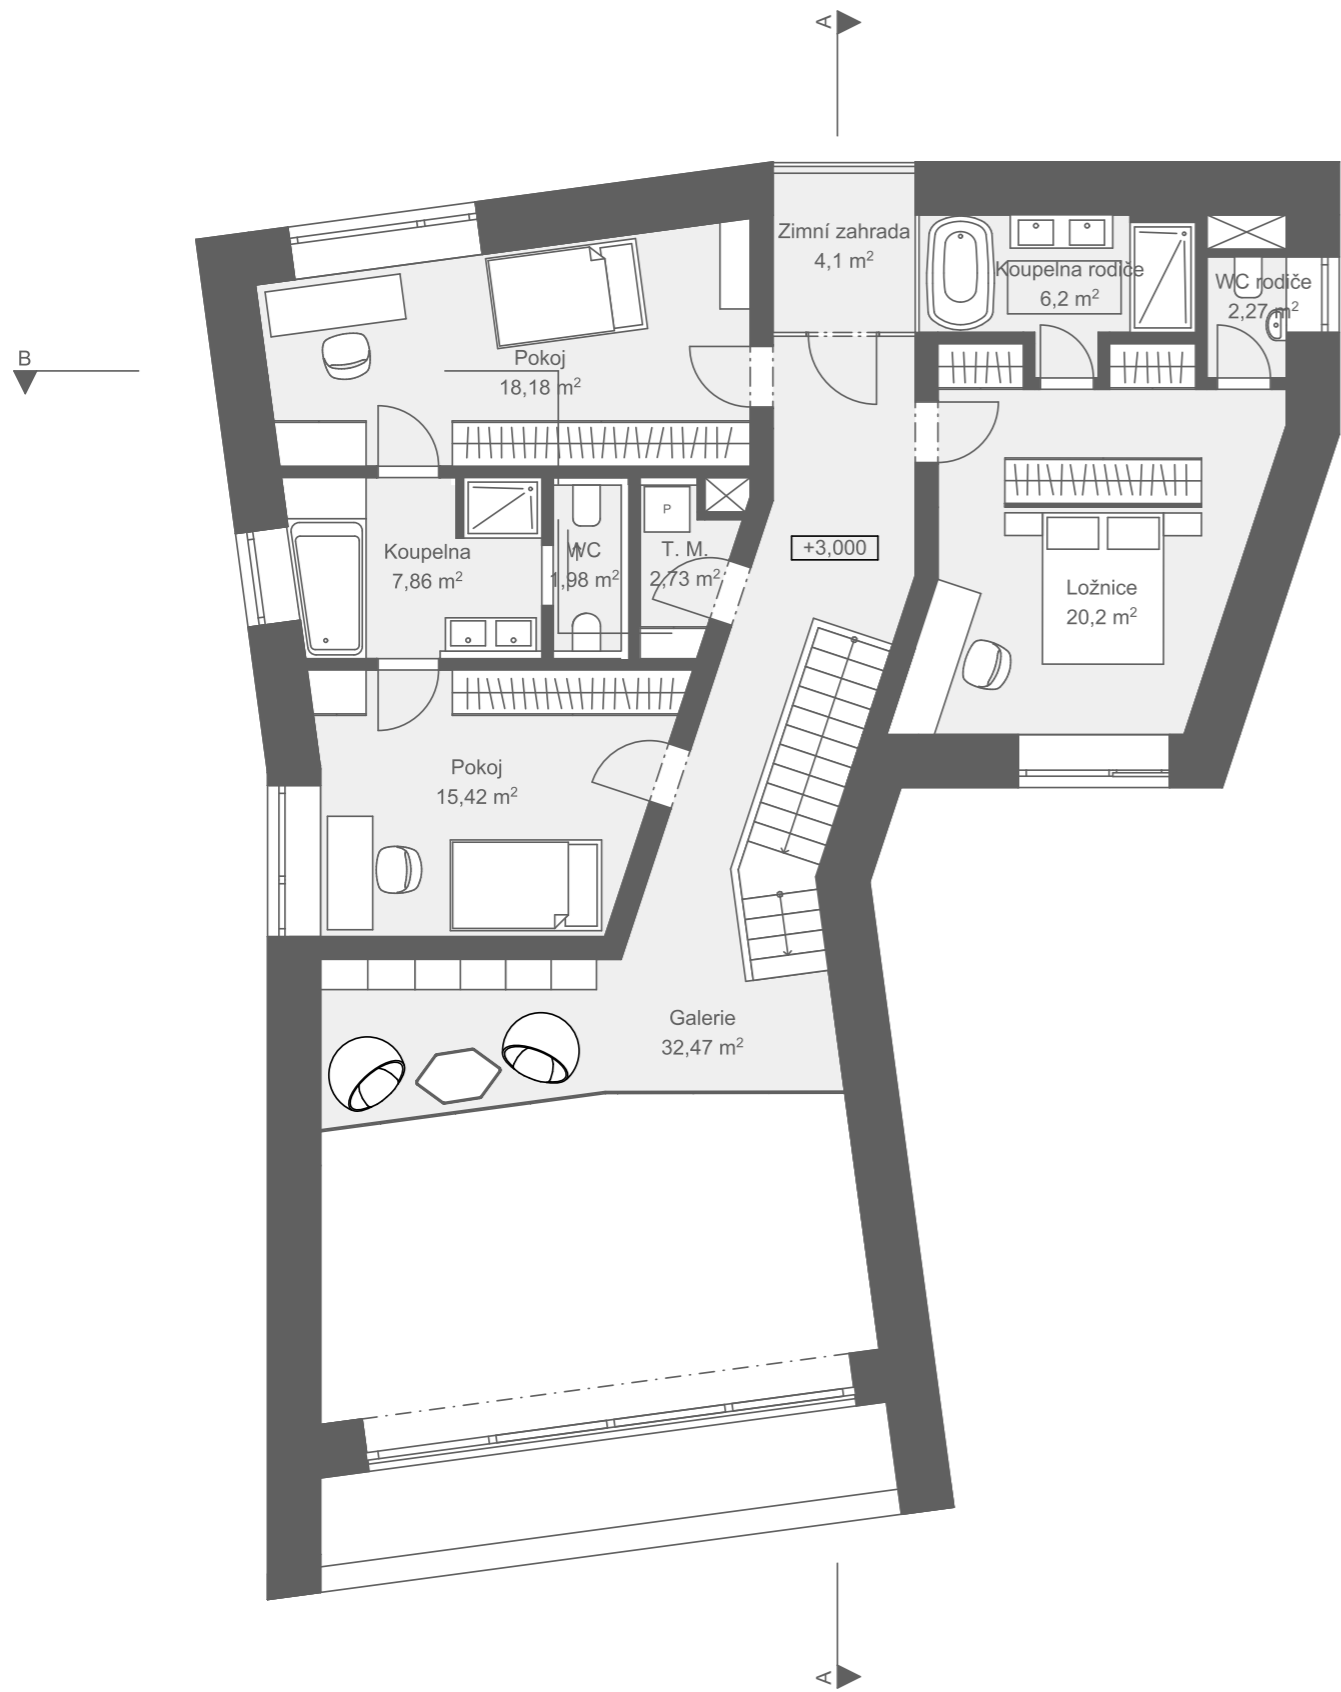 A
Zimní zahrada
4,1 m²
Koupelna rodiče
6,2 m²
WC rodiče
2,27 m²
B
Pokoj
18,18 m²
P
+3,000
Koupelna
7,86 m²
WC
1,98 m²
T. M.
2,73 m²
Ložnice
20,2 m²
Pokoj
15,42 m²
Galerie
32,47 m²
A